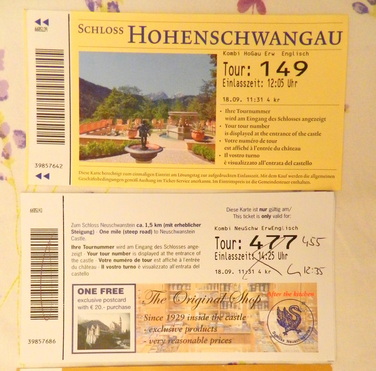 SCHLOSS HOHENSCHWANGAU
Kombi HoGau Erw Englisch
Tour: 149
Einlasszeit: 12:05 Uhr
18.09. 11:31 4 kr
• Ihre Tournummer
wird am Eingang des Schlosses angezeigt
• Your tour number
is displayed at the entrance of the castle
• Votre numéro de tour
est affiché à l'entrée du château
• Il vostro turno
è visualizzato all'entrata del castello
39857642
Zum Schloss Neuschwanstein ca. 1,5 km (mit erheblicher
Steigung) · One mile (steep road) to Neuschwanstein
Castle.
Ihre Tournummer wird am Eingang des Schlosses ange-
zeigt · Your tour number is displayed at the entrance of
the castle · Votre numéro de tour est affiché à l'entrée
du château · Il vostro turno è visualizzato all'entrata del
castello
Diese Karte ist nur gültig am/
This ticket is only valid for:
Kombi NeuSchw ErwEnglisch
Tour: 477 455
Einlasszeit: 14:25 Uhr
18.09. 11:31 4 kr
39857686
ONE FREE
exclusive postcard
with € 20.- purchase
The Original Shop
After the kitchen
Since 1929 inside the castle
- exclusive products
- very reasonable prices